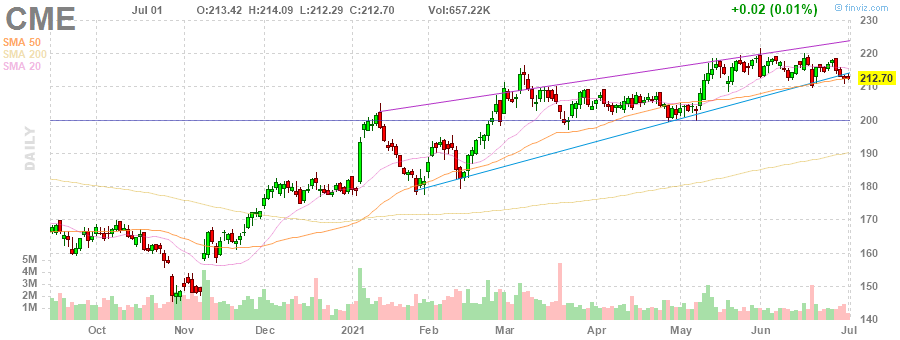 CME
Jul 01 O:213.42 H:214.09 L:212.29 C:212.70 Vol:657.22K +0.02 (0.01%) © finviz.com
SMA 50
SMA 200
SMA 20
DAILY
230
220
212.70
210
200
190
180
170
160
150
140
5M
4M
3M
2M
1M
Oct Nov Dec 2021 Feb Mar Apr May Jun Jul